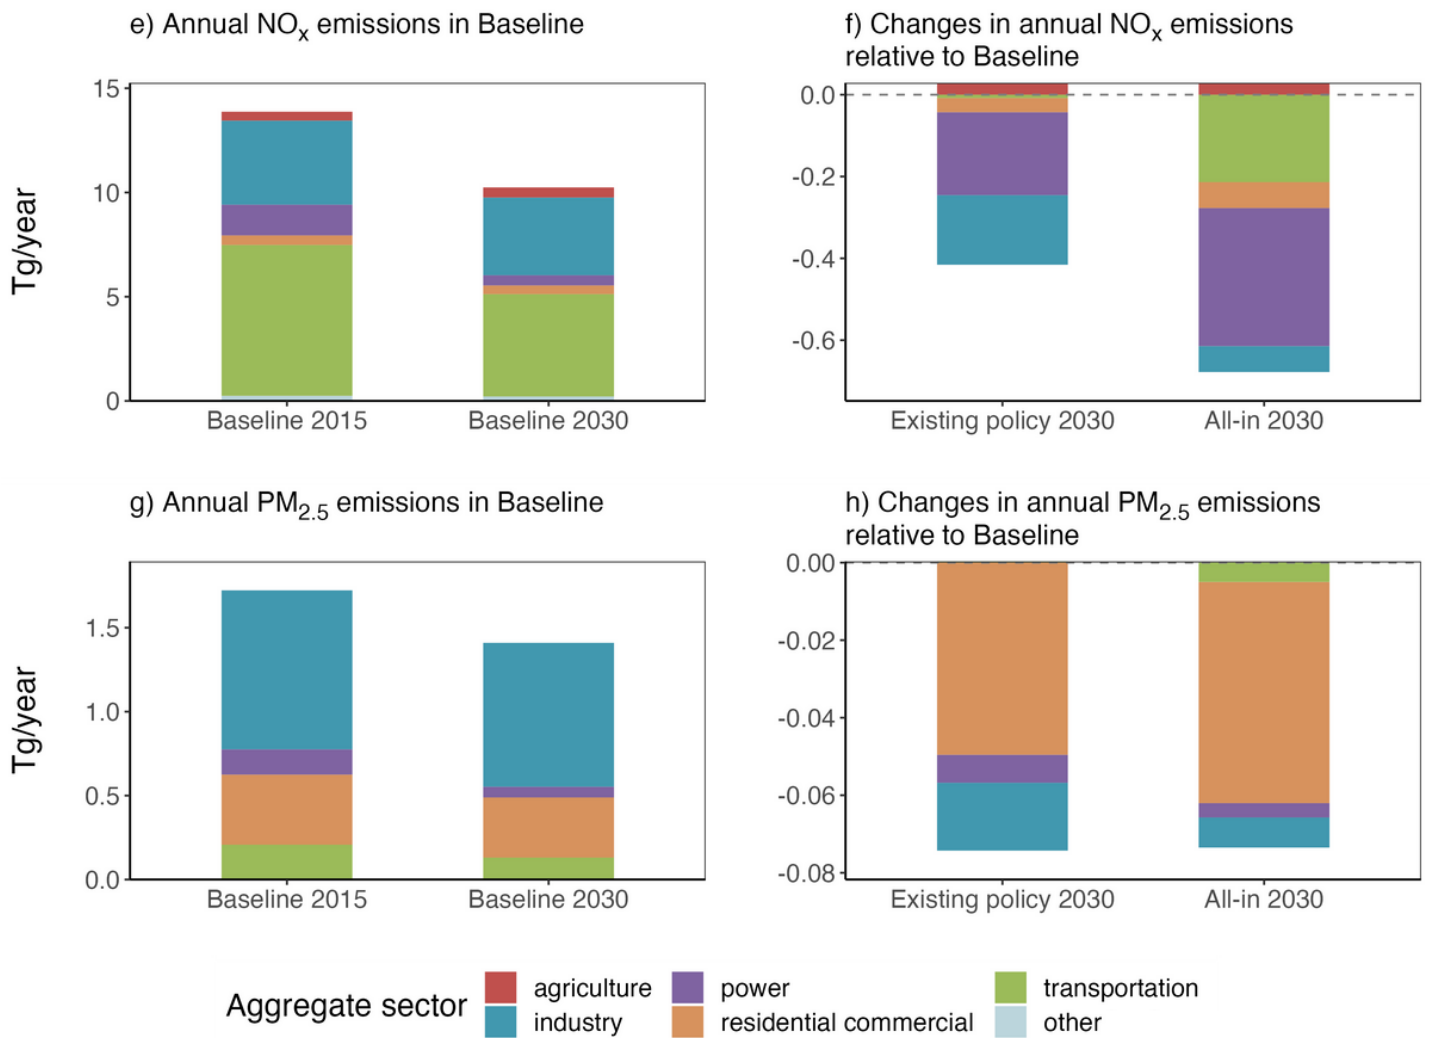 e) Annual NOx emissions in Baseline
f) Changes in annual NOx emissions
relative to Baseline
Tg/year
15
10
5
0
Baseline 2015
Baseline 2030
0.0
-0.2
-0.4
-0.6
Existing policy 2030
All-in 2030
g) Annual PM2.5 emissions in Baseline
h) Changes in annual PM2.5 emissions
relative to Baseline
Tg/year
1.5
1.0
0.5
0.0
Baseline 2015
Baseline 2030
0.00
-0.02
-0.04
-0.06
-0.08
Existing policy 2030
All-in 2030
Aggregate sector
agriculture
power
transportation
industry
residential commercial
other